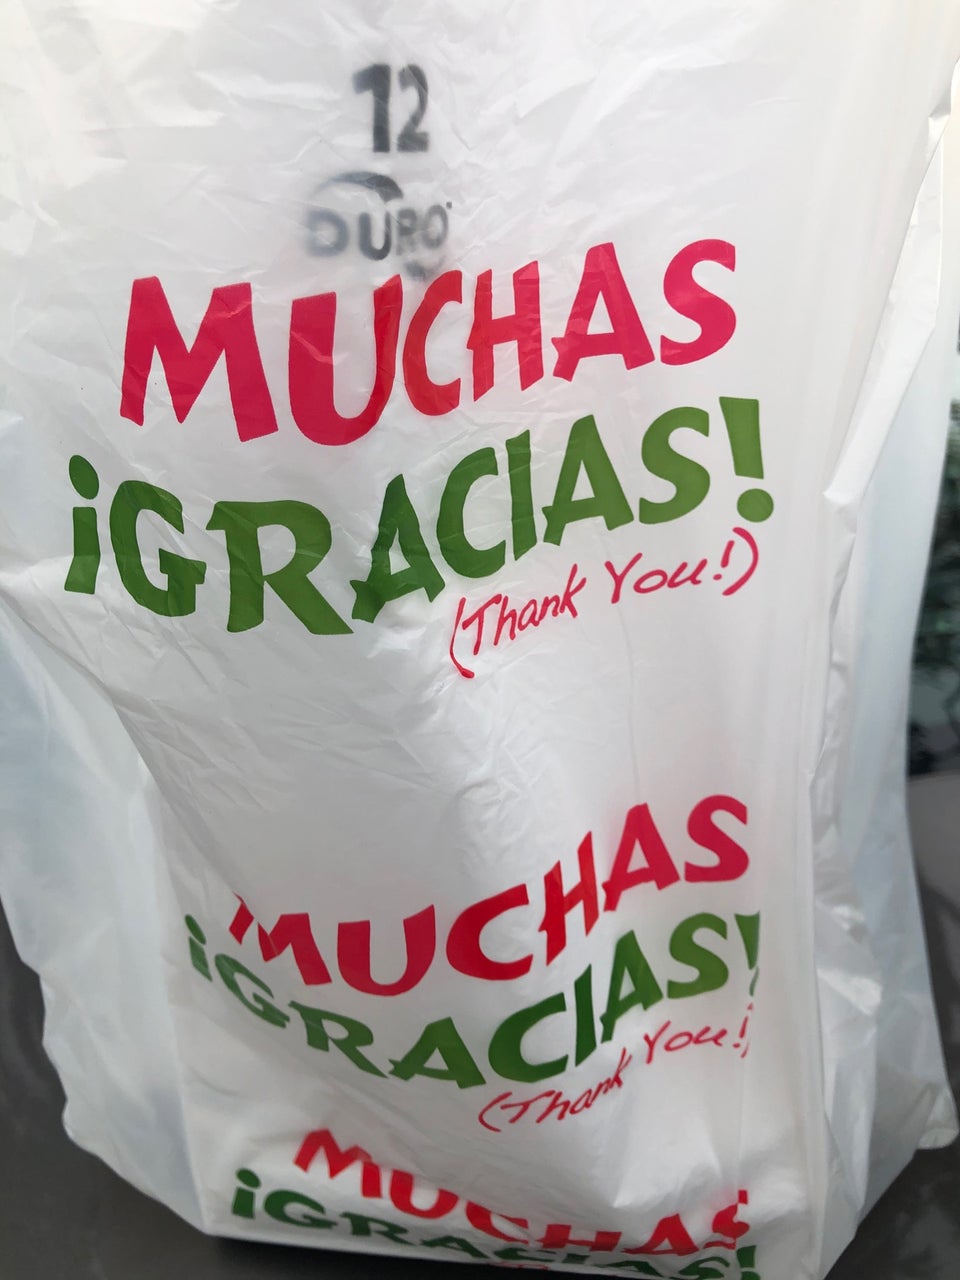 12
DURO
MUCHAS
¡GRACIAS!
(Thank You!)
MUCHAS
¡GRACIAS!
(Thank You!)
MUCHAS
¡GRACIAS!